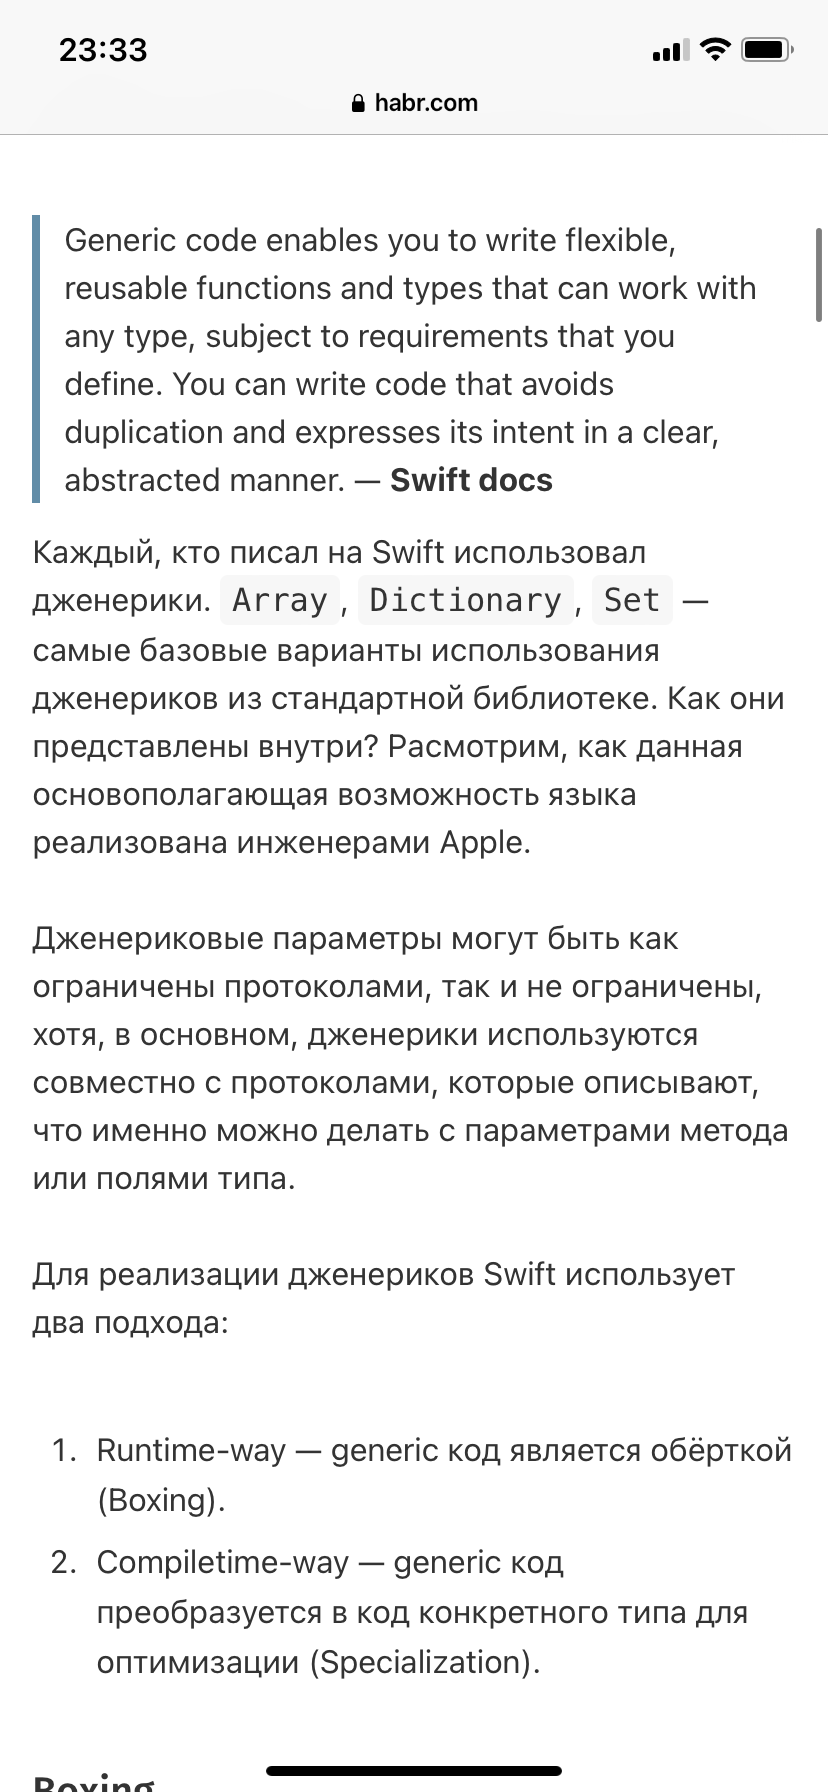 23:33
habr.com
Generic code enables you to write flexible,
reusable functions and types that can work with
any type, subject to requirements that you
define. You can write code that avoids
duplication and expresses its intent in a clear,
abstracted manner. — Swift docs
Каждый, кто писал на Swift использовал
дженерики. Array, Dictionary, Set —
самые базовые варианты использования
дженериков из стандартной библиотеке. Как они
представлены внутри? Расмотрим, как данная
основополагающая возможность языка
реализована инженерами Apple.
Дженериковые параметры могут быть как
ограничены протоколами, так и не ограничены,
хотя, в основном, дженерики используются
совместно с протоколами, которые описывают,
что именно можно делать с параметрами метода
или полями типа.
Для реализации дженериков Swift использует
два подхода:
1. Runtime-way — generic код является обёрткой
(Boxing).
2. Compiletime-way — generic код
преобразуется в код конкретного типа для
оптимизации (Specialization).
Boxing